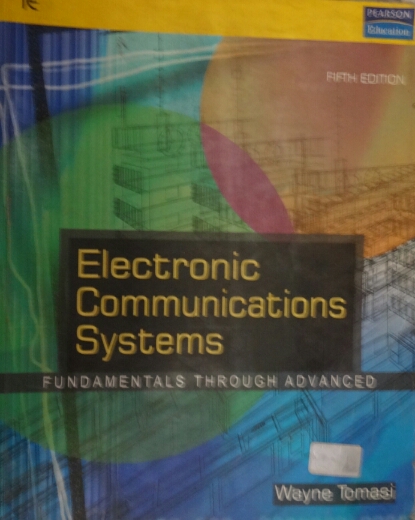 PEARSON
Education
FIFTH EDITION
Electronic
Communications
Systems
FUNDAMENTALS THROUGH ADVANCED
Wayne Tomasi